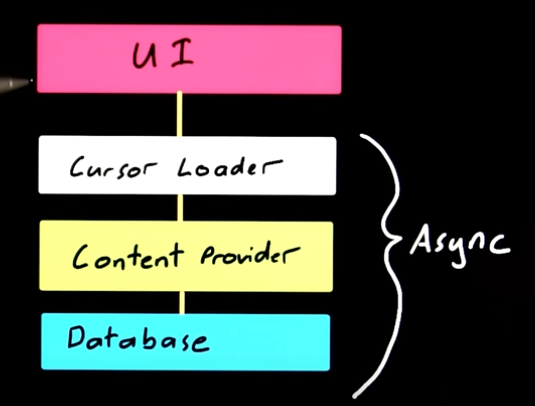 UI
Cursor Loader
Content Provider
Async
Database